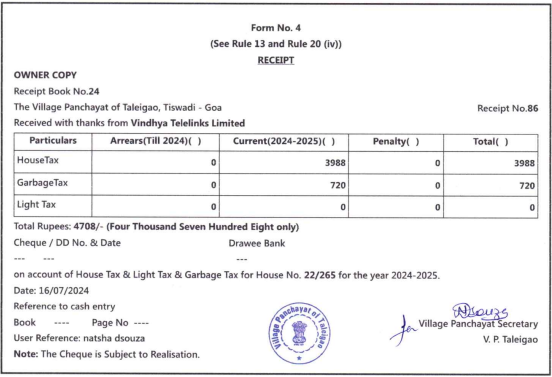 Form No. 4
(See Rule 13 and Rule 20 (iv))
RECEIPT
OWNER COPY
Receipt Book No.24
The Village Panchayat of Taleigao, Tiswadi - Goa Receipt No.86
Received with thanks from Vindhya Telelinks Limited
Particulars Arrears(Till 2024)( ) Current(2024-2025)( ) Penalty( ) Total( )
HouseTax 0 3988 0 3988
GarbageTax 0 720 0 720
Light Tax 0 0 0 0
Total Rupees: 4708/- (Four Thousand Seven Hundred Eight only)
Cheque / DD No. & Date Drawee Bank
--- --- ---
on account of House Tax & Light Tax & Garbage Tax for House No. 22/265 for the year 2024-2025.
Date: 16/07/2024
Reference to cash entry
Book ---- Page No ----
User Reference: natsha dsouza
Note: The Cheque is Subject to Realisation.
Village Panchayat of Taleigao
for Village Panchayat Secretary
V. P. Taleigao